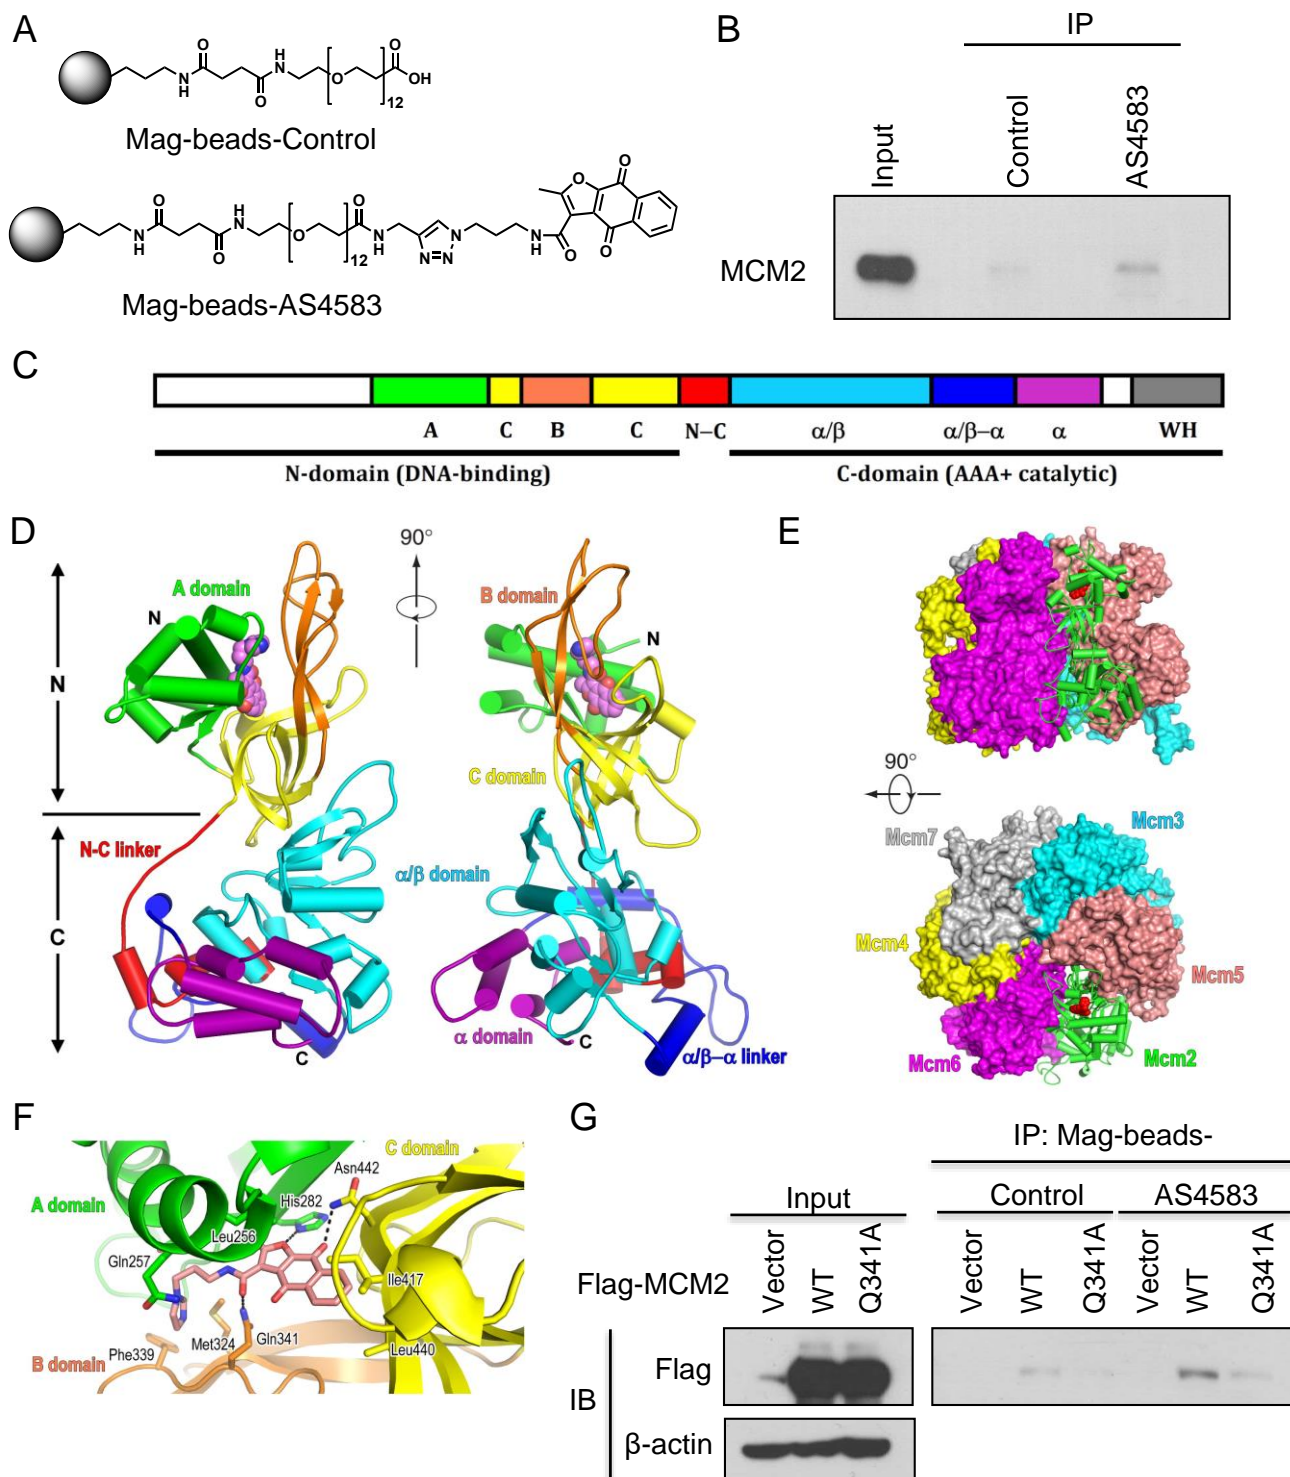 A
O
H
N
N
H
O
O
O
OH
12
Mag-beads-Control
O
H
N
N
H
O
O
O
12
N
H
N
N=N
N
H
O
O
O
O
Mag-beads-AS4583
B
IP
Input
Control
AS4583
MCM2
C
A C B C N–C α/β α/β–α α WH
N-domain (DNA-binding) C-domain (AAA+ catalytic)
D
90°
A domain
N
B domain
N
N
C domain
N-C linker
α/β domain
C
α domain
C
C
α/β–α linker
E
90°
Mcm7
Mcm3
Mcm4
Mcm5
Mcm6
Mcm2
F
C domain
Asn442
A domain
His282
Leu256
Gln257
Ile417
Met324
Gln341
Leu440
Phe339
B domain
G
IP: Mag-beads-
Input
Control
AS4583
Flag-MCM2
Vector
WT
Q341A
Vector
WT
Q341A
Vector
WT
Q341A
IB
Flag
β-actin